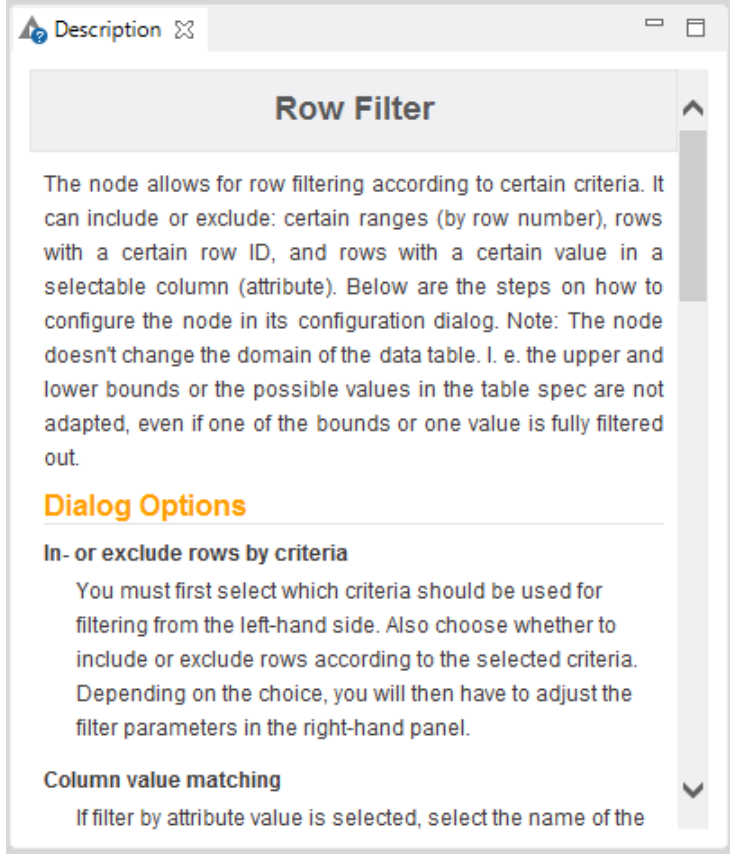 Description
Row Filter
The node allows for row filtering according to certain criteria. It
can include or exclude: certain ranges (by row number), rows
with a certain row ID, and rows with a certain value in a
selectable column (attribute). Below are the steps on how to
configure the node in its configuration dialog. Note: The node
doesn't change the domain of the data table. I. e. the upper and
lower bounds or the possible values in the table spec are not
adapted, even if one of the bounds or one value is fully filtered
out.
Dialog Options
In- or exclude rows by criteria
You must first select which criteria should be used for
filtering from the left-hand side. Also choose whether to
include or exclude rows according to the selected criteria.
Depending on the choice, you will then have to adjust the
filter parameters in the right-hand panel.
Column value matching
If filter by attribute value is selected, select the name of the